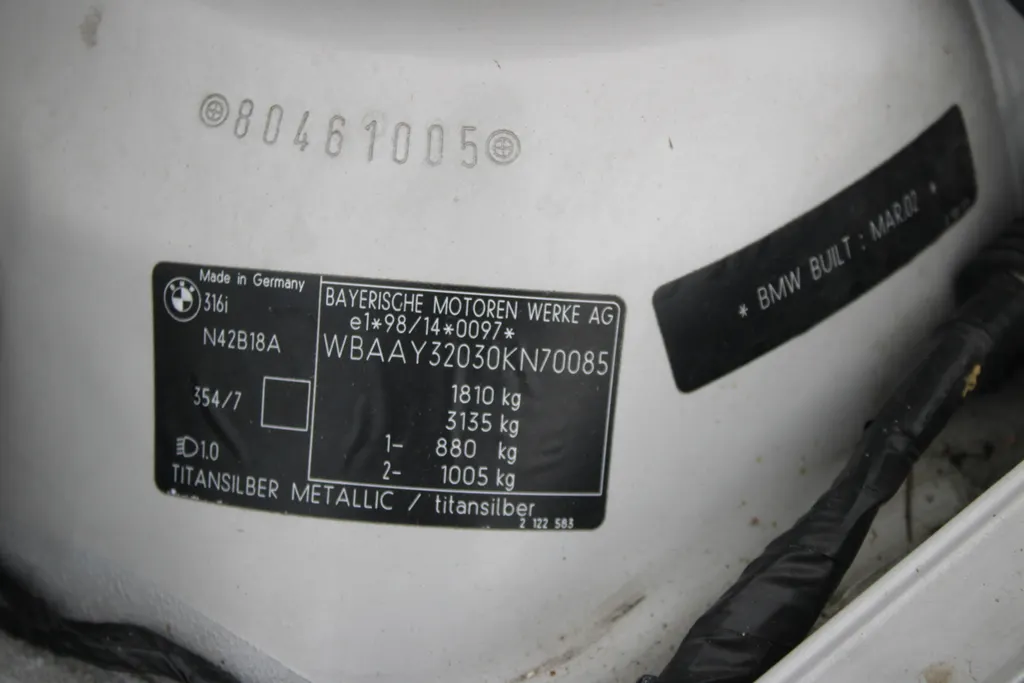 80461005
Made in Germany
316i
N42B18A
354/7
1.0
BAYERISCHE MOTOREN WERKE AG
e1*98/14*0097*
WBAAY32030KN70085
1810 kg
3135 kg
1- 880 kg
2- 1005 kg
TITANSILBER METALLIC / titansilber
2 122 583
* BMW BUILT : MAR.02 *